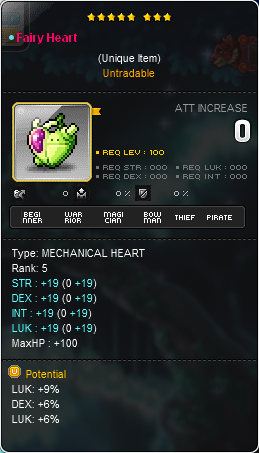 Fairy Heart
(Unique Item)
Untradable
ATT INCREASE
0
REQ LEV : 100
REQ STR : 000
REQ LUK : 000
REQ DEX : 000
REQ INT : 000
0
0 %
0 %
BEGINNER WARRIOR MAGICIAN BOWMAN THIEF PIRATE
Type: MECHANICAL HEART
Rank: 5
STR : +19 (0 +19)
DEX : +19 (0 +19)
INT : +19 (0 +19)
LUK : +19 (0 +19)
MaxHP : +100
Potential
LUK: +9%
DEX: +6%
LUK: +6%